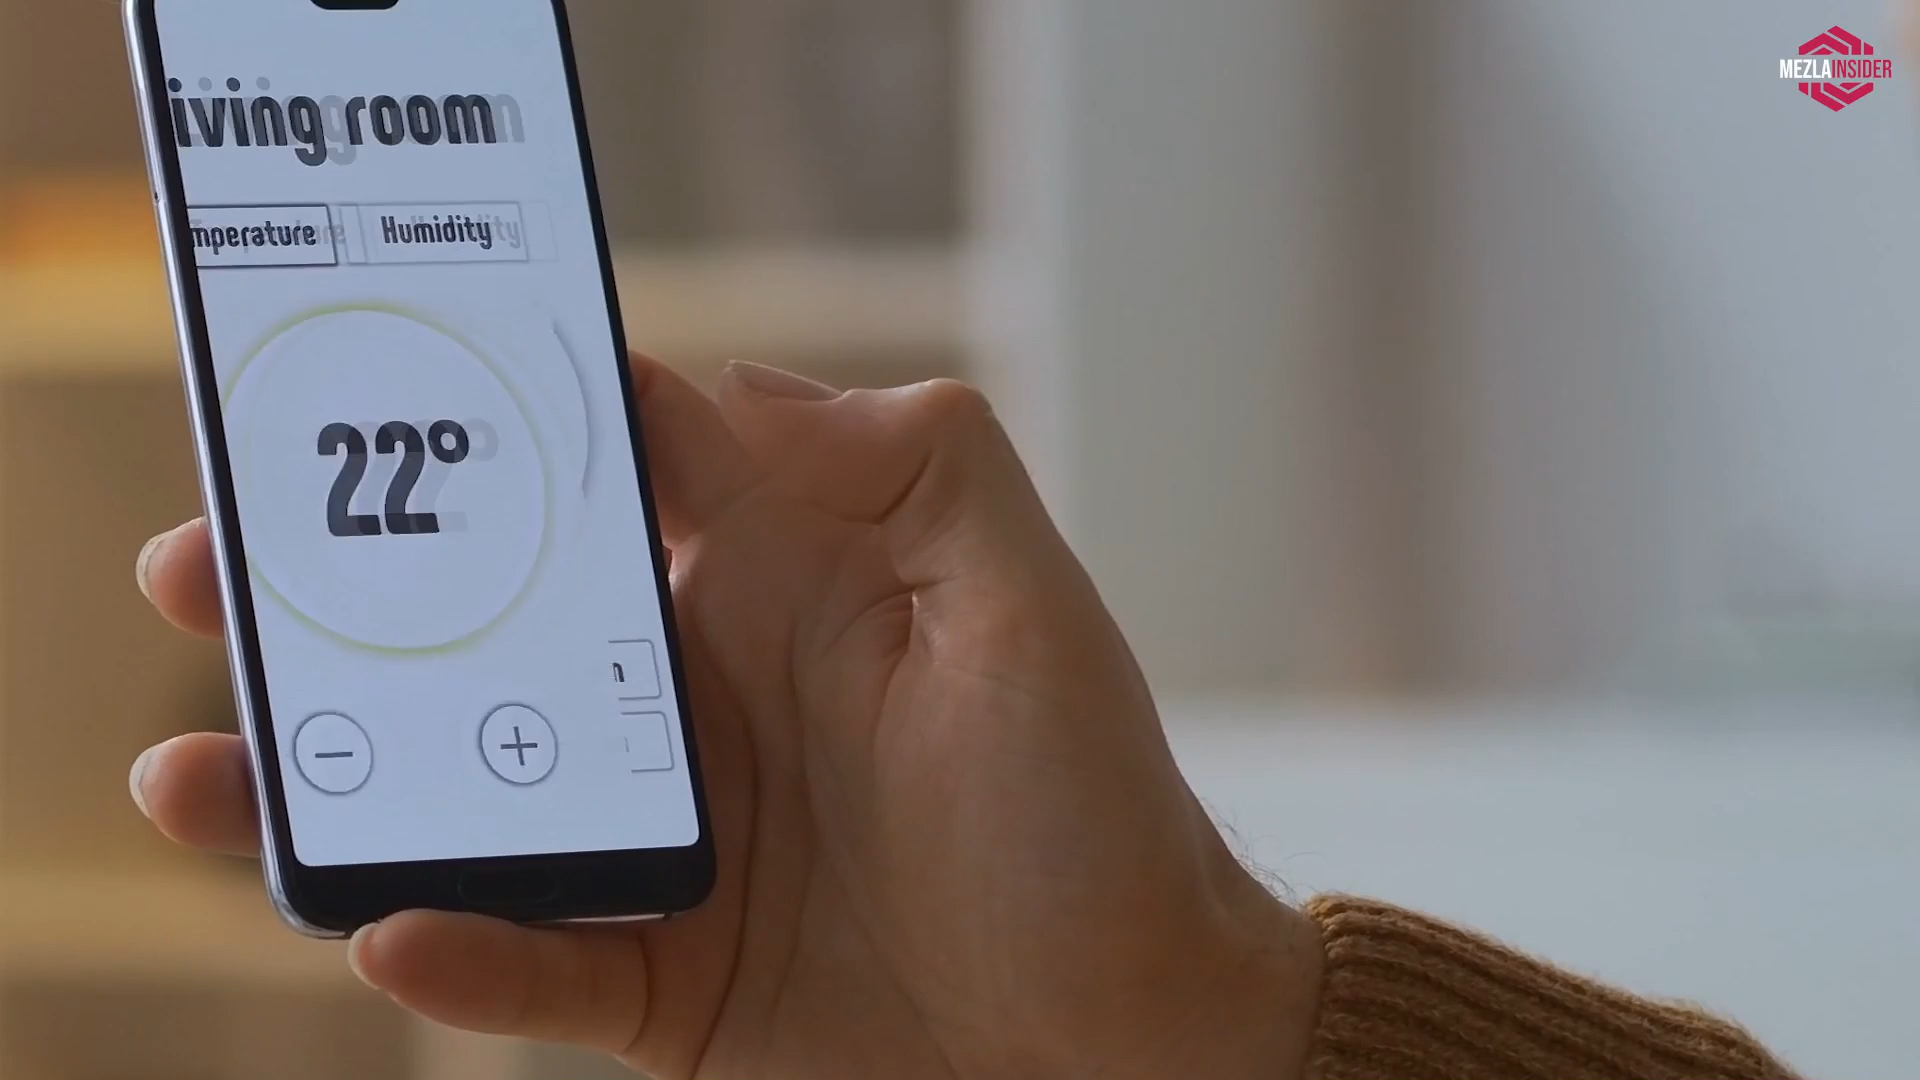 MEZLAINSIDER
iving room
mperature Humidity
22°
n